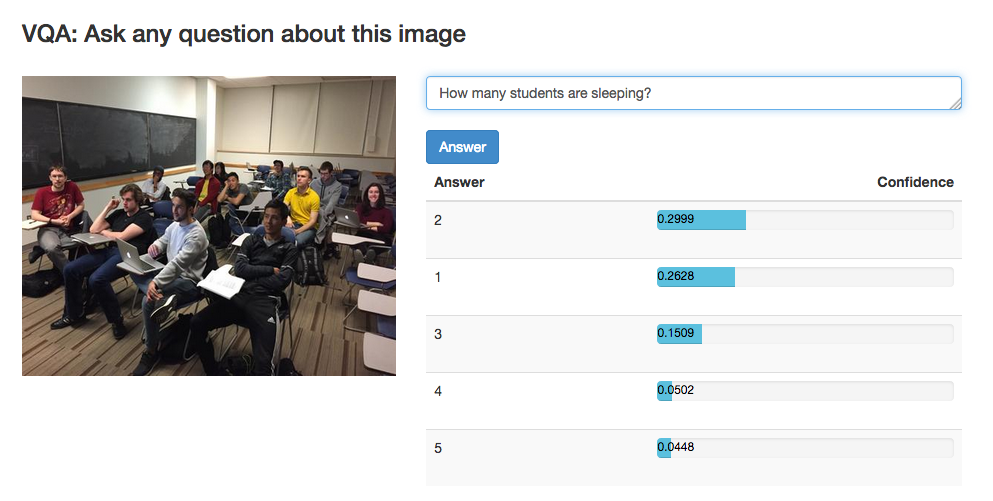 VQA: Ask any question about this image
How many students are sleeping?
Answer
Answer Confidence
2 0.2999
1 0.2628
3 0.1509
4 0.0502
5 0.0448